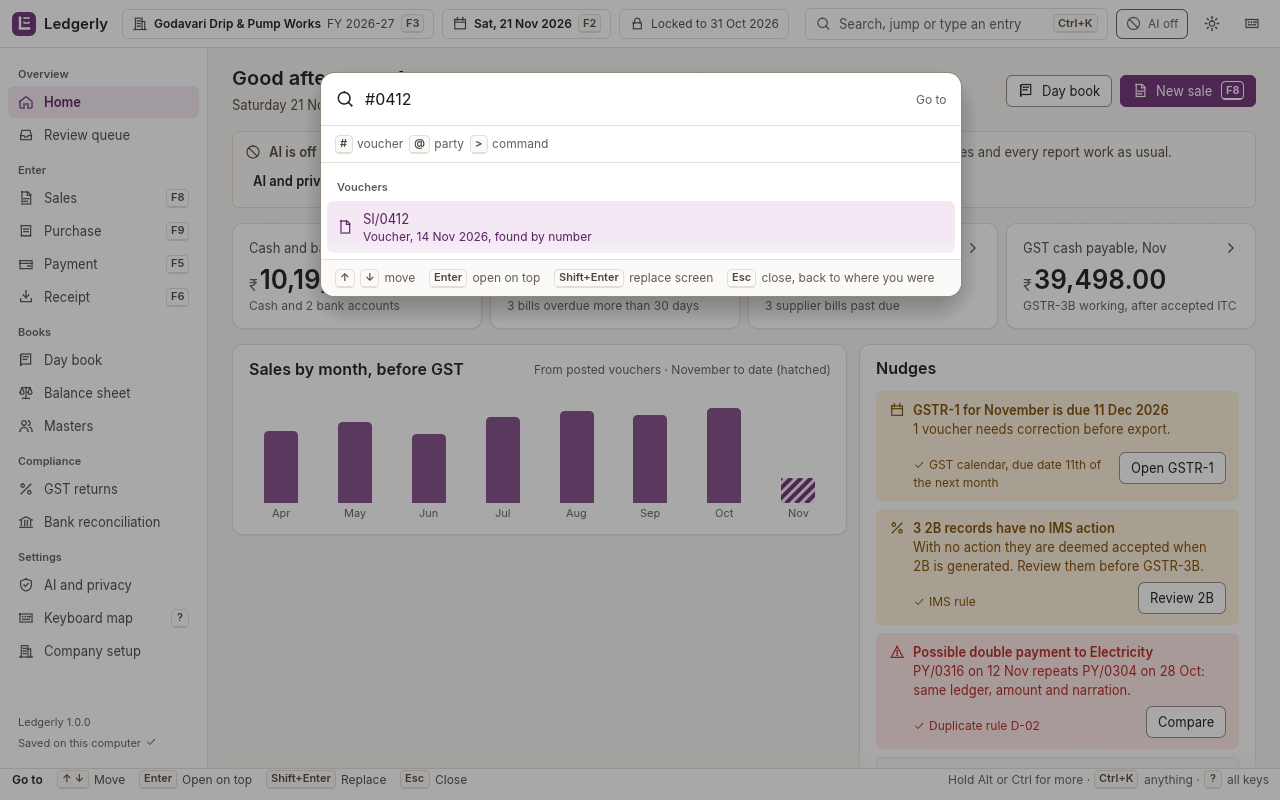 Ledgerly
Godavari Drip & Pump Works FY 2026-27 F3
Sat, 21 Nov 2026 F2
Locked to 31 Oct 2026
Search, jump or type an entry Ctrl+K
AI off
Overview
Home
Review queue
Enter
Sales F8
Purchase F9
Payment F5
Receipt F6
Books
Day book
Balance sheet
Masters
Compliance
GST returns
Bank reconciliation
Settings
AI and privacy
Keyboard map ?
Company setup
Ledgerly 1.0.0
Saved on this computer
Good
Saturday 21
Day book
New sale F8
AI is off
es and every report work as usual.
AI and
#0412 Go to
# voucher @ party > command
Vouchers
SI/0412
Voucher, 14 Nov 2026, found by number
↑ ↓ move Enter open on top Shift+Enter replace screen Esc close, back to where you were
Cash and
₹10,19
Cash and 2 bank accounts
3 bills overdue more than 30 days
3 supplier bills past due
GST cash payable, Nov
₹39,498.00
GSTR-3B working, after accepted ITC
Sales by month, before GST
From posted vouchers · November to date (hatched)
Apr May Jun Jul Aug Sep Oct Nov
Nudges
GSTR-1 for November is due 11 Dec 2026
1 voucher needs correction before export.
✓ GST calendar, due date 11th of
the next month
Open GSTR-1
3 2B records have no IMS action
With no action they are deemed accepted when
2B is generated. Review them before GSTR-3B.
✓ IMS rule
Review 2B
Possible double payment to Electricity
PY/0316 on 12 Nov repeats PY/0304 on 28 Oct:
same ledger, amount and narration.
✓ Duplicate rule D-02
Compare
Go to ↑↓ Move Enter Open on top Shift+Enter Replace Esc Close
Hold Alt or Ctrl for more · Ctrl+K anything · ? all keys